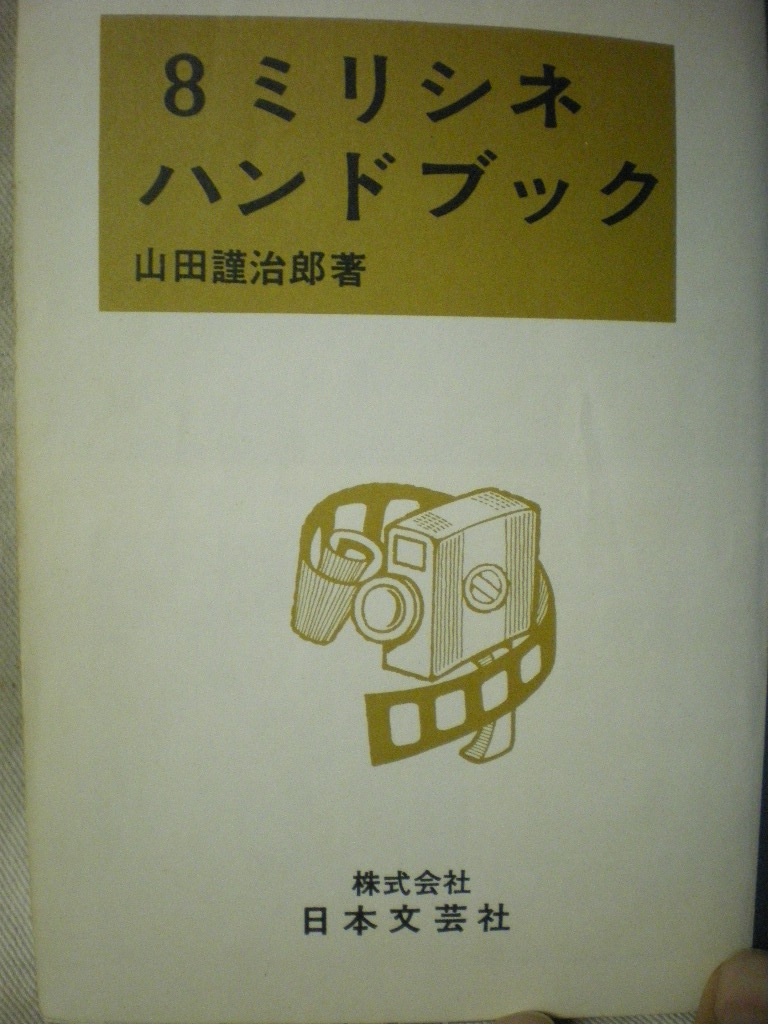 8ミリシネ
ハンドブック
山田謹治郎著
株式会社
日本文芸社